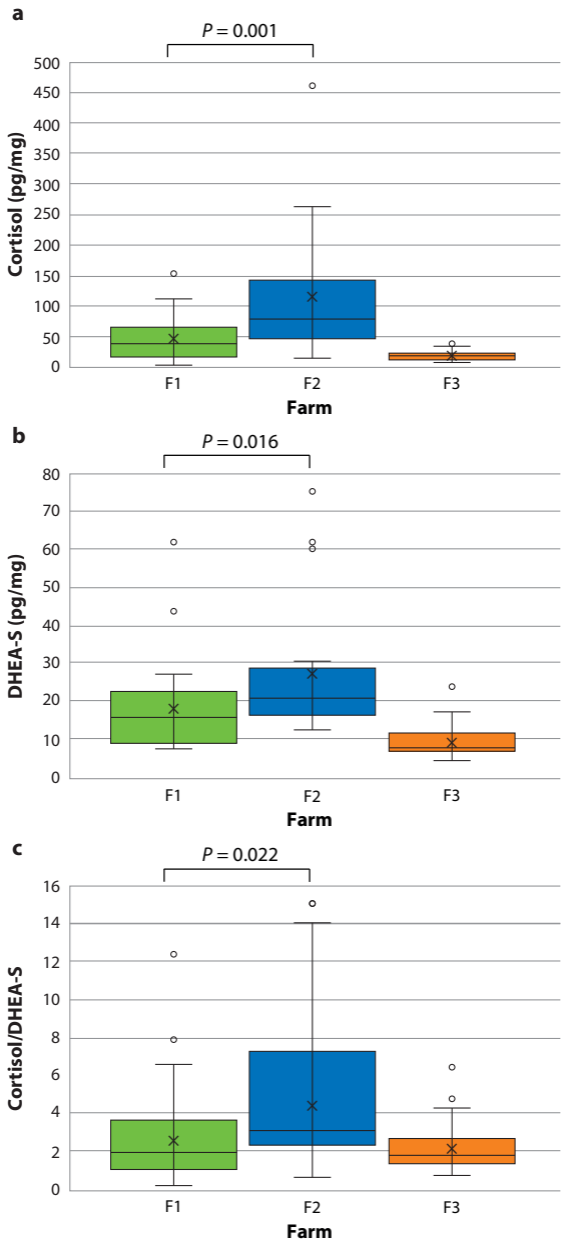 a
P = 0.001
Cortisol (pg/mg)
500
450
400
350
300
250
200
150
100
50
0
F1 F2 F3
Farm
b
P = 0.016
DHEA-S (pg/mg)
80
70
60
50
40
30
20
10
0
F1 F2 F3
Farm
c
P = 0.022
Cortisol/DHEA-S
16
14
12
10
8
6
4
2
0
F1 F2 F3
Farm